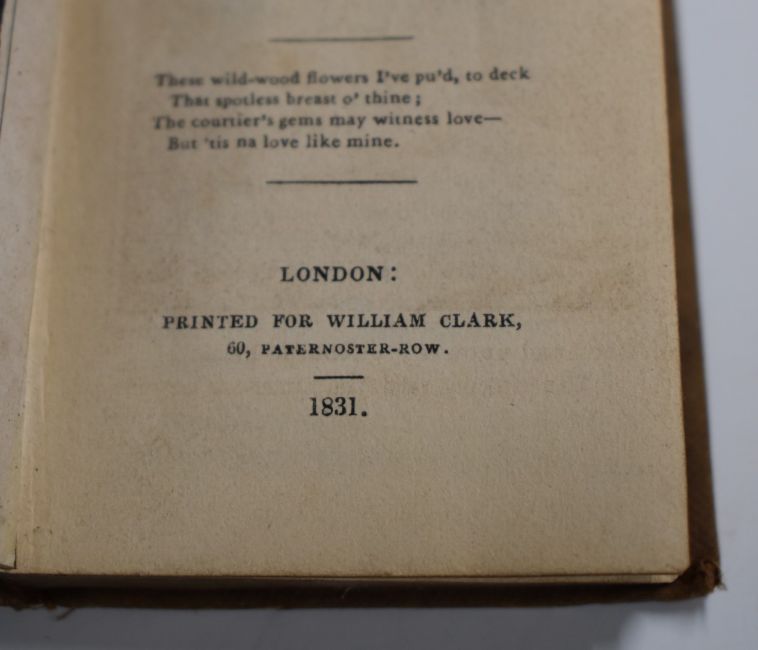 These wild-wood flowers I've pu'd, to deck
That spotless breast o' thine;
The courtier's gems may witness love—
But 'tis na love like mine.
LONDON:
PRINTED FOR WILLIAM CLARK,
60, PATERNOSTER-ROW.
1831.